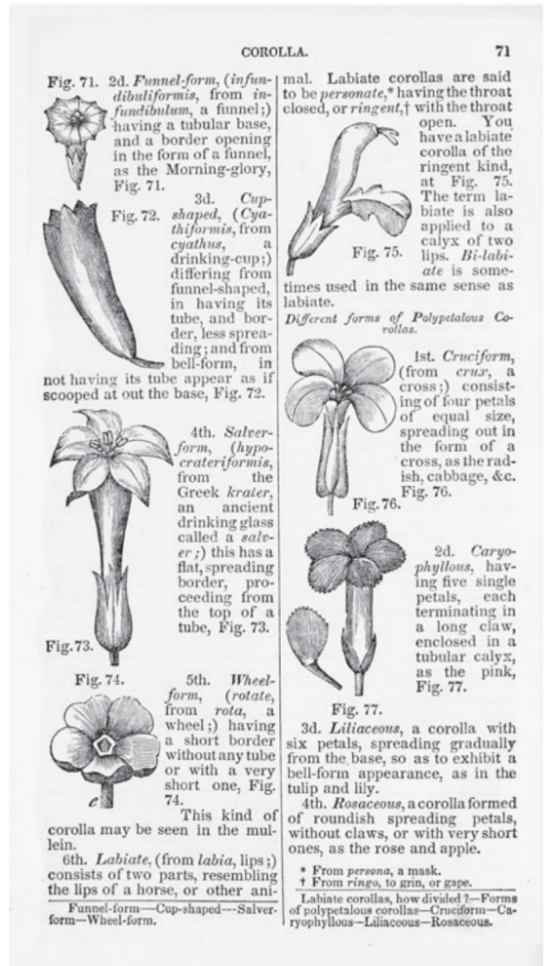 COROLLA.
71
Fig. 71. 2d. Funnel-form, (infun-
dibuliformis, from in-
fundibulum, a funnel;)
having a tubular base,
and a border opening
in the form of a funnel,
as the Morning-glory,
Fig. 71.
3d. Cup-
Fig. 72. shaped, (Cya-
thiformis, from
cyathus, a
drinking-cup;)
differing from
funnel-shaped,
in having its
tube, and bor-
der, less sprea-
ding; and from
bell-form, in
not having its tube appear as if
scooped at out the base, Fig. 72.
4th. Salver-
form, (hypo-
crateriformis,
from the
Greek krater,
an ancient
drinking glass
called a salv-
er;) this has a
flat, spreading
border, pro-
ceeding from
the top of a
tube, Fig. 73.
Fig. 73.
Fig. 74. 5th. Wheel-
form, (rotate,
from rota, a
wheel;) having
a short border
without any tube
or with a very
short one, Fig.
74.
e
This kind of
corolla may be seen in the mul-
lein.
6th. Labiate, (from labia, lips;)
consists of two parts, resembling
the lips of a horse, or other ani-
Funnel-form—Cup-shaped—Salver-
form—Wheel-form.
mal. Labiate corollas are said
to be personate,* having the throat
closed, or ringent,† with the throat
open. You
have a labiate
corolla of the
ringent kind,
at Fig. 75.
The term la-
biate is also
applied to a
calyx of two
Fig. 75. lips. Bi-labi-
ate is some-
times used in the same sense as
labiate.
Different forms of Polypetalous Co-
rollas.
1st. Cruciform,
(from crux, a
cross;) consist-
ing of four petals
of equal size,
spreading out in
the form of a
cross, as the rad-
ish, cabbage, &c.
Fig. 76.
Fig. 76.
2d. Caryo-
phyllous, hav-
ing five single
petals, each
terminating in
a long claw,
enclosed in a
tubular calyx,
as the pink,
Fig. 77.
Fig. 77.
3d. Liliaceous, a corolla with
six petals, spreading gradually
from the base, so as to exhibit a
bell-form appearance, as in the
tulip and lily.
4th. Rosaceous, a corolla formed
of roundish spreading petals,
without claws, or with very short
ones, as the rose and apple.
* From persona, a mask.
† From ringo, to grin, or gape.
Labiate corollas, how divided?—Forms
of polypetalous corollas—Cruciform—Ca-
ryophyllous—Liliaceous—Rosaceous.